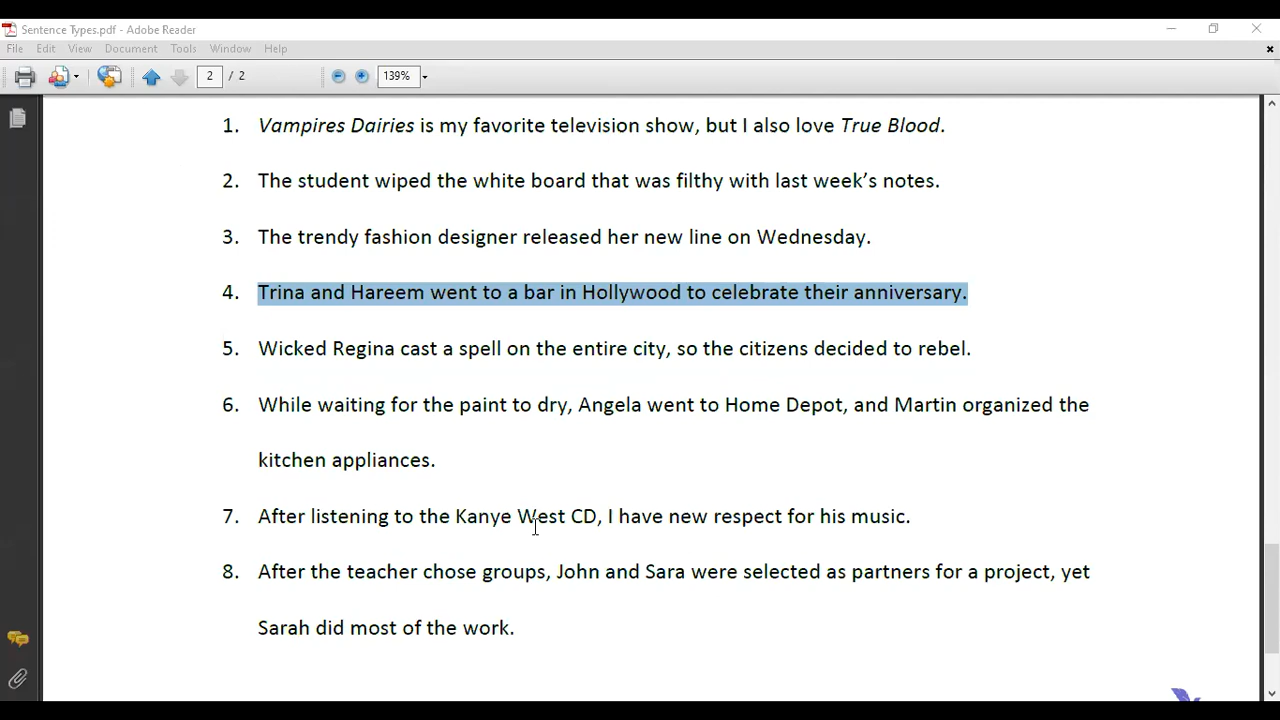 Sentence Types.pdf - Adobe Reader
File Edit View Document Tools Window Help
2 / 2 139%
1. Vampires Dairies is my favorite television show, but I also love True Blood.
2. The student wiped the white board that was filthy with last week’s notes.
3. The trendy fashion designer released her new line on Wednesday.
4. Trina and Hareem went to a bar in Hollywood to celebrate their anniversary.
5. Wicked Regina cast a spell on the entire city, so the citizens decided to rebel.
6. While waiting for the paint to dry, Angela went to Home Depot, and Martin organized the
kitchen appliances.
7. After listening to the Kanye West CD, I have new respect for his music.
8. After the teacher chose groups, John and Sara were selected as partners for a project, yet
Sarah did most of the work.